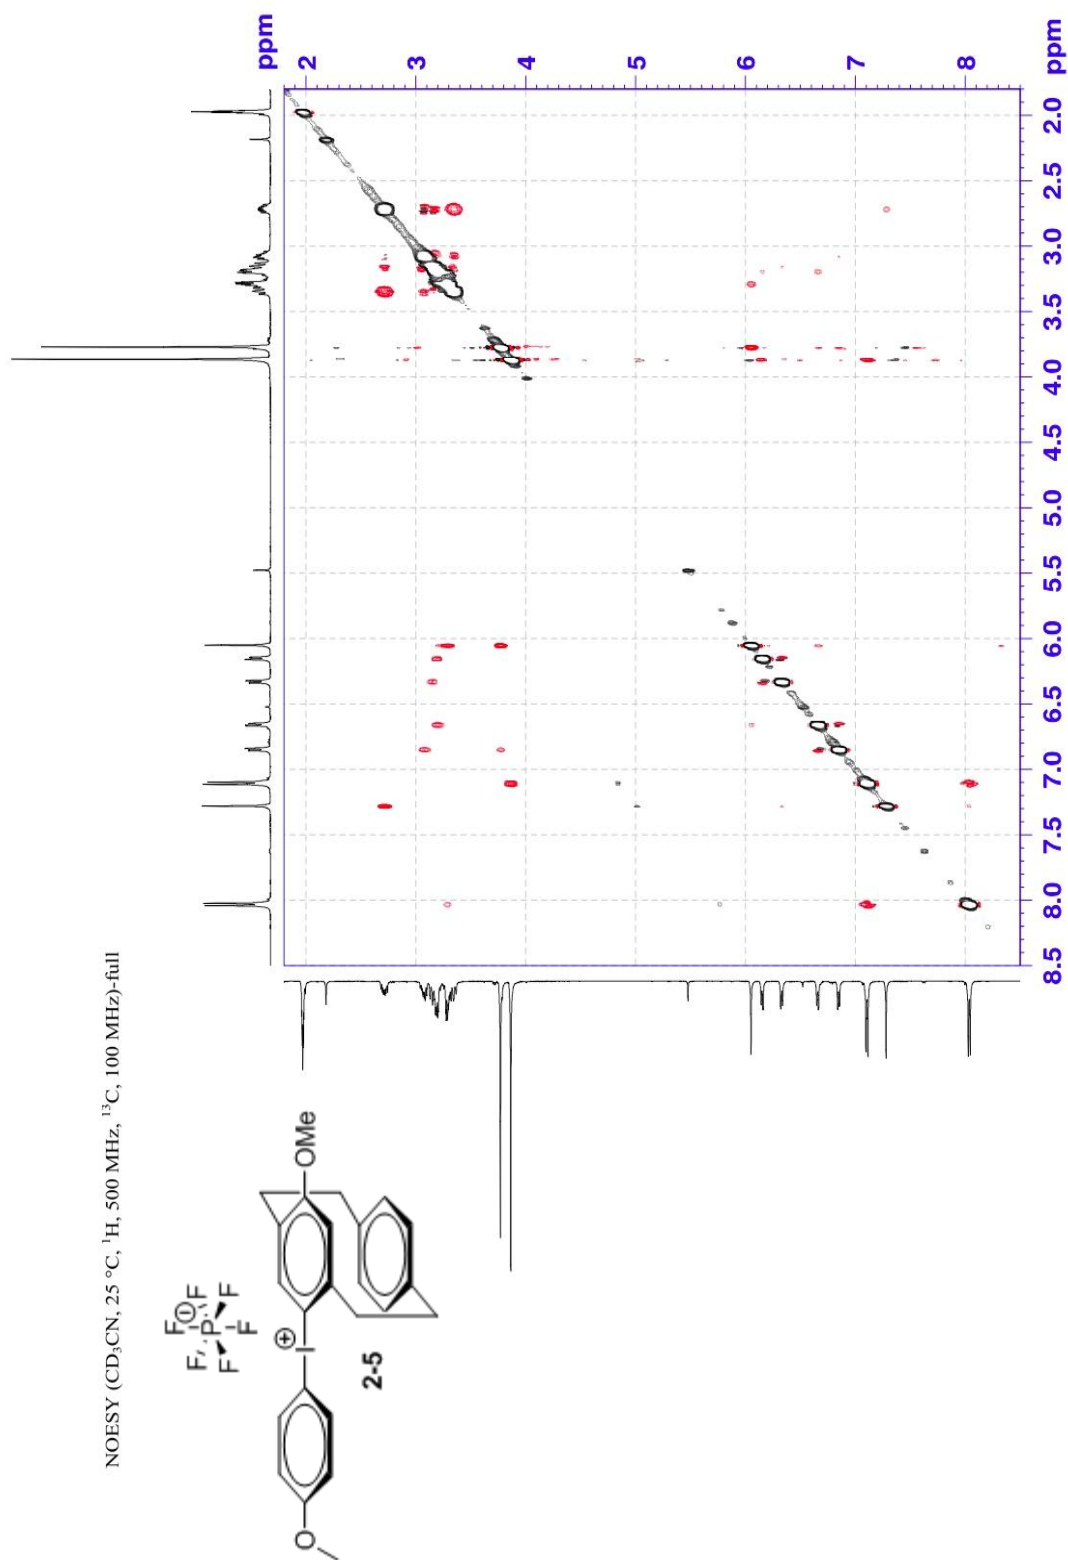 NOESY (CD₃CN, 25 °C, ¹H, 500 MHz, ¹³C, 100 MHz)-full
F F
⊖
F P F
F F
⊕
O I OMe
2-5
ppm
2
3
4
5
6
7
8
8.5 8.0 7.5 7.0 6.5 6.0 5.5 5.0 4.5 4.0 3.5 3.0 2.5 2.0 ppm